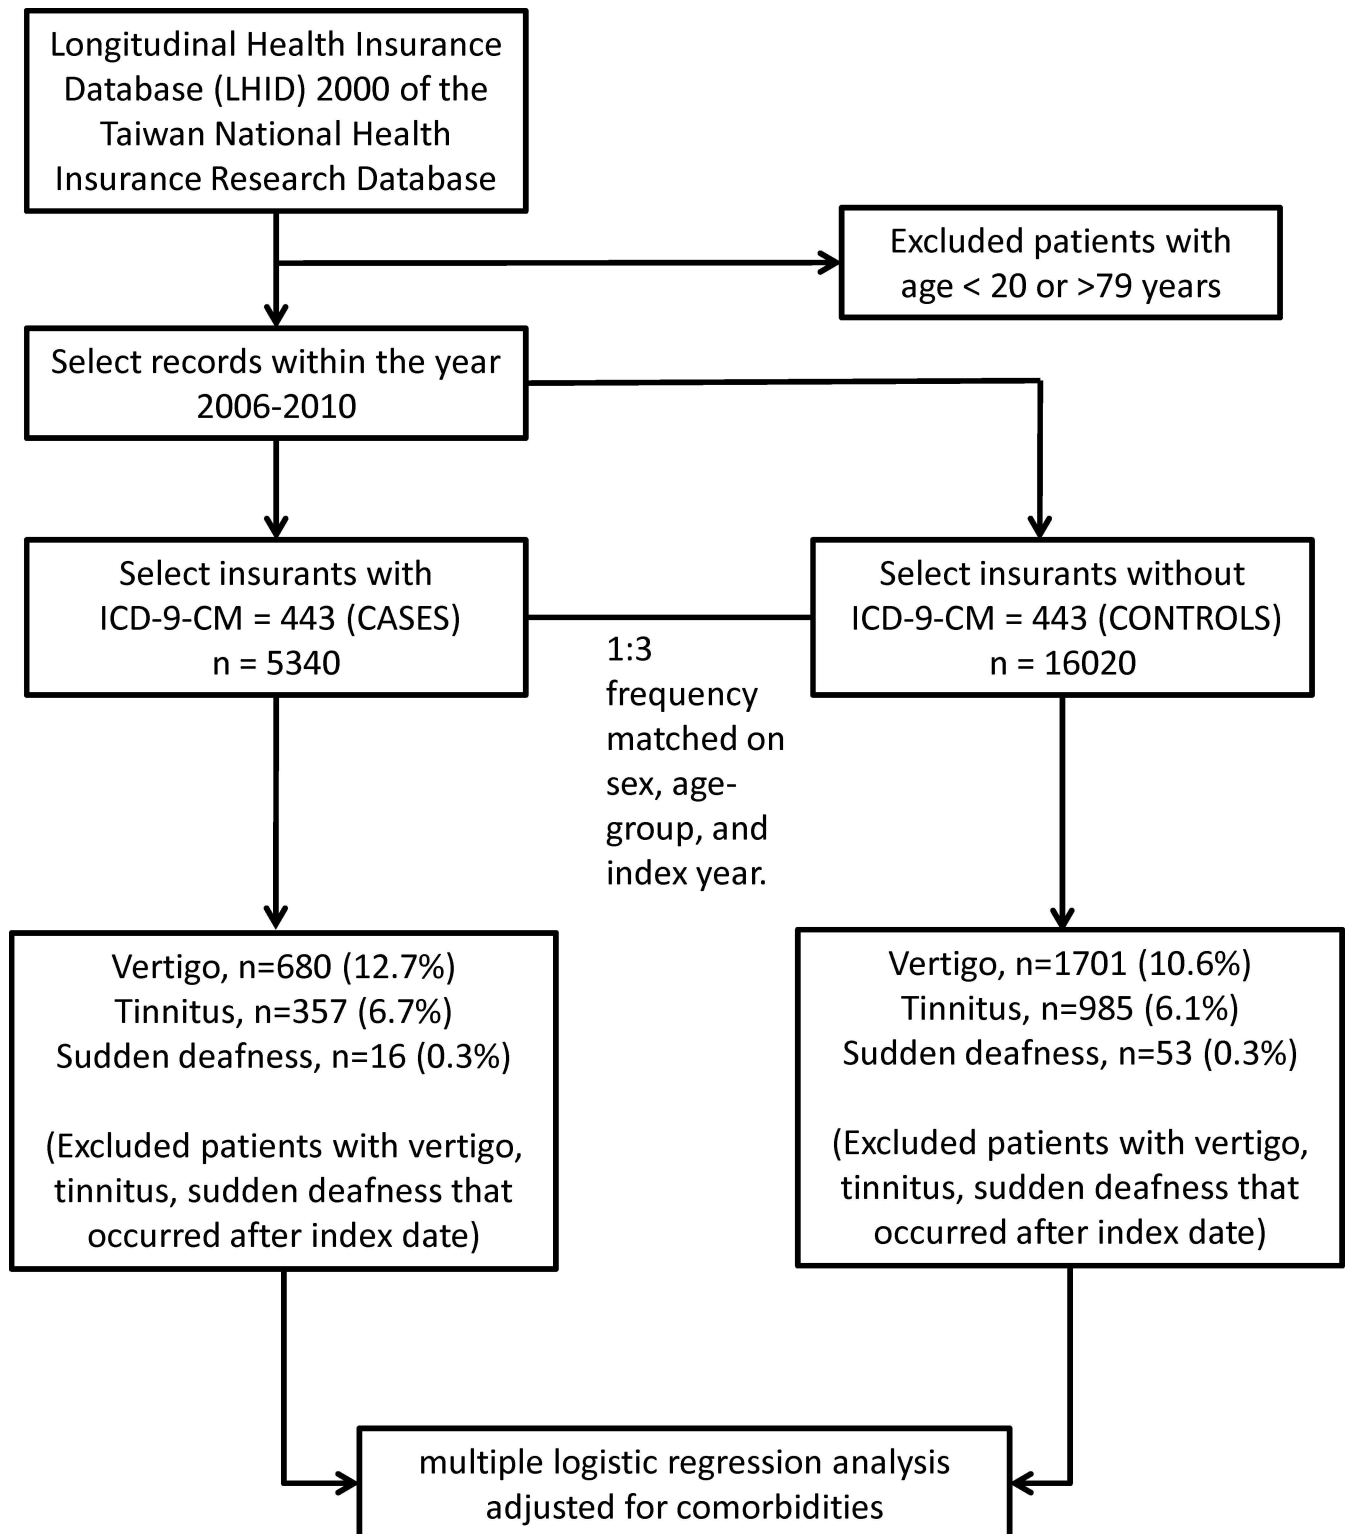 Longitudinal Health Insurance
Database (LHID) 2000 of the
Taiwan National Health
Insurance Research Database
Excluded patients with
age < 20 or >79 years
Select records within the year
2006-2010
Select insurants with
ICD-9-CM = 443 (CASES)
n = 5340
Select insurants without
ICD-9-CM = 443 (CONTROLS)
n = 16020
1:3
frequency
matched on
sex, age-
group, and
index year.
Vertigo, n=680 (12.7%)
Tinnitus, n=357 (6.7%)
Sudden deafness, n=16 (0.3%)
(Excluded patients with vertigo,
tinnitus, sudden deafness that
occurred after index date)
Vertigo, n=1701 (10.6%)
Tinnitus, n=985 (6.1%)
Sudden deafness, n=53 (0.3%)
(Excluded patients with vertigo,
tinnitus, sudden deafness that
occurred after index date)
multiple logistic regression analysis
adjusted for comorbidities